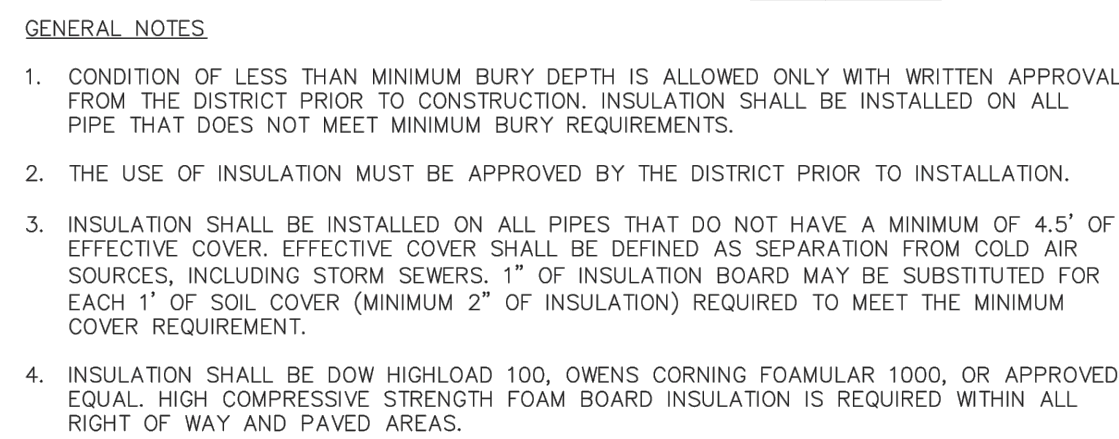 GENERAL NOTES
1. CONDITION OF LESS THAN MINIMUM BURY DEPTH IS ALLOWED ONLY WITH WRITTEN APPROVAL
FROM THE DISTRICT PRIOR TO CONSTRUCTION. INSULATION SHALL BE INSTALLED ON ALL
PIPE THAT DOES NOT MEET MINIMUM BURY REQUIREMENTS.
2. THE USE OF INSULATION MUST BE APPROVED BY THE DISTRICT PRIOR TO INSTALLATION.
3. INSULATION SHALL BE INSTALLED ON ALL PIPES THAT DO NOT HAVE A MINIMUM OF 4.5' OF
EFFECTIVE COVER. EFFECTIVE COVER SHALL BE DEFINED AS SEPARATION FROM COLD AIR
SOURCES, INCLUDING STORM SEWERS. 1" OF INSULATION BOARD MAY BE SUBSTITUTED FOR
EACH 1' OF SOIL COVER (MINIMUM 2" OF INSULATION) REQUIRED TO MEET THE MINIMUM
COVER REQUIREMENT.
4. INSULATION SHALL BE DOW HIGHLOAD 100, OWENS CORNING FOAMULAR 1000, OR APPROVED
EQUAL. HIGH COMPRESSIVE STRENGTH FOAM BOARD INSULATION IS REQUIRED WITHIN ALL
RIGHT OF WAY AND PAVED AREAS.